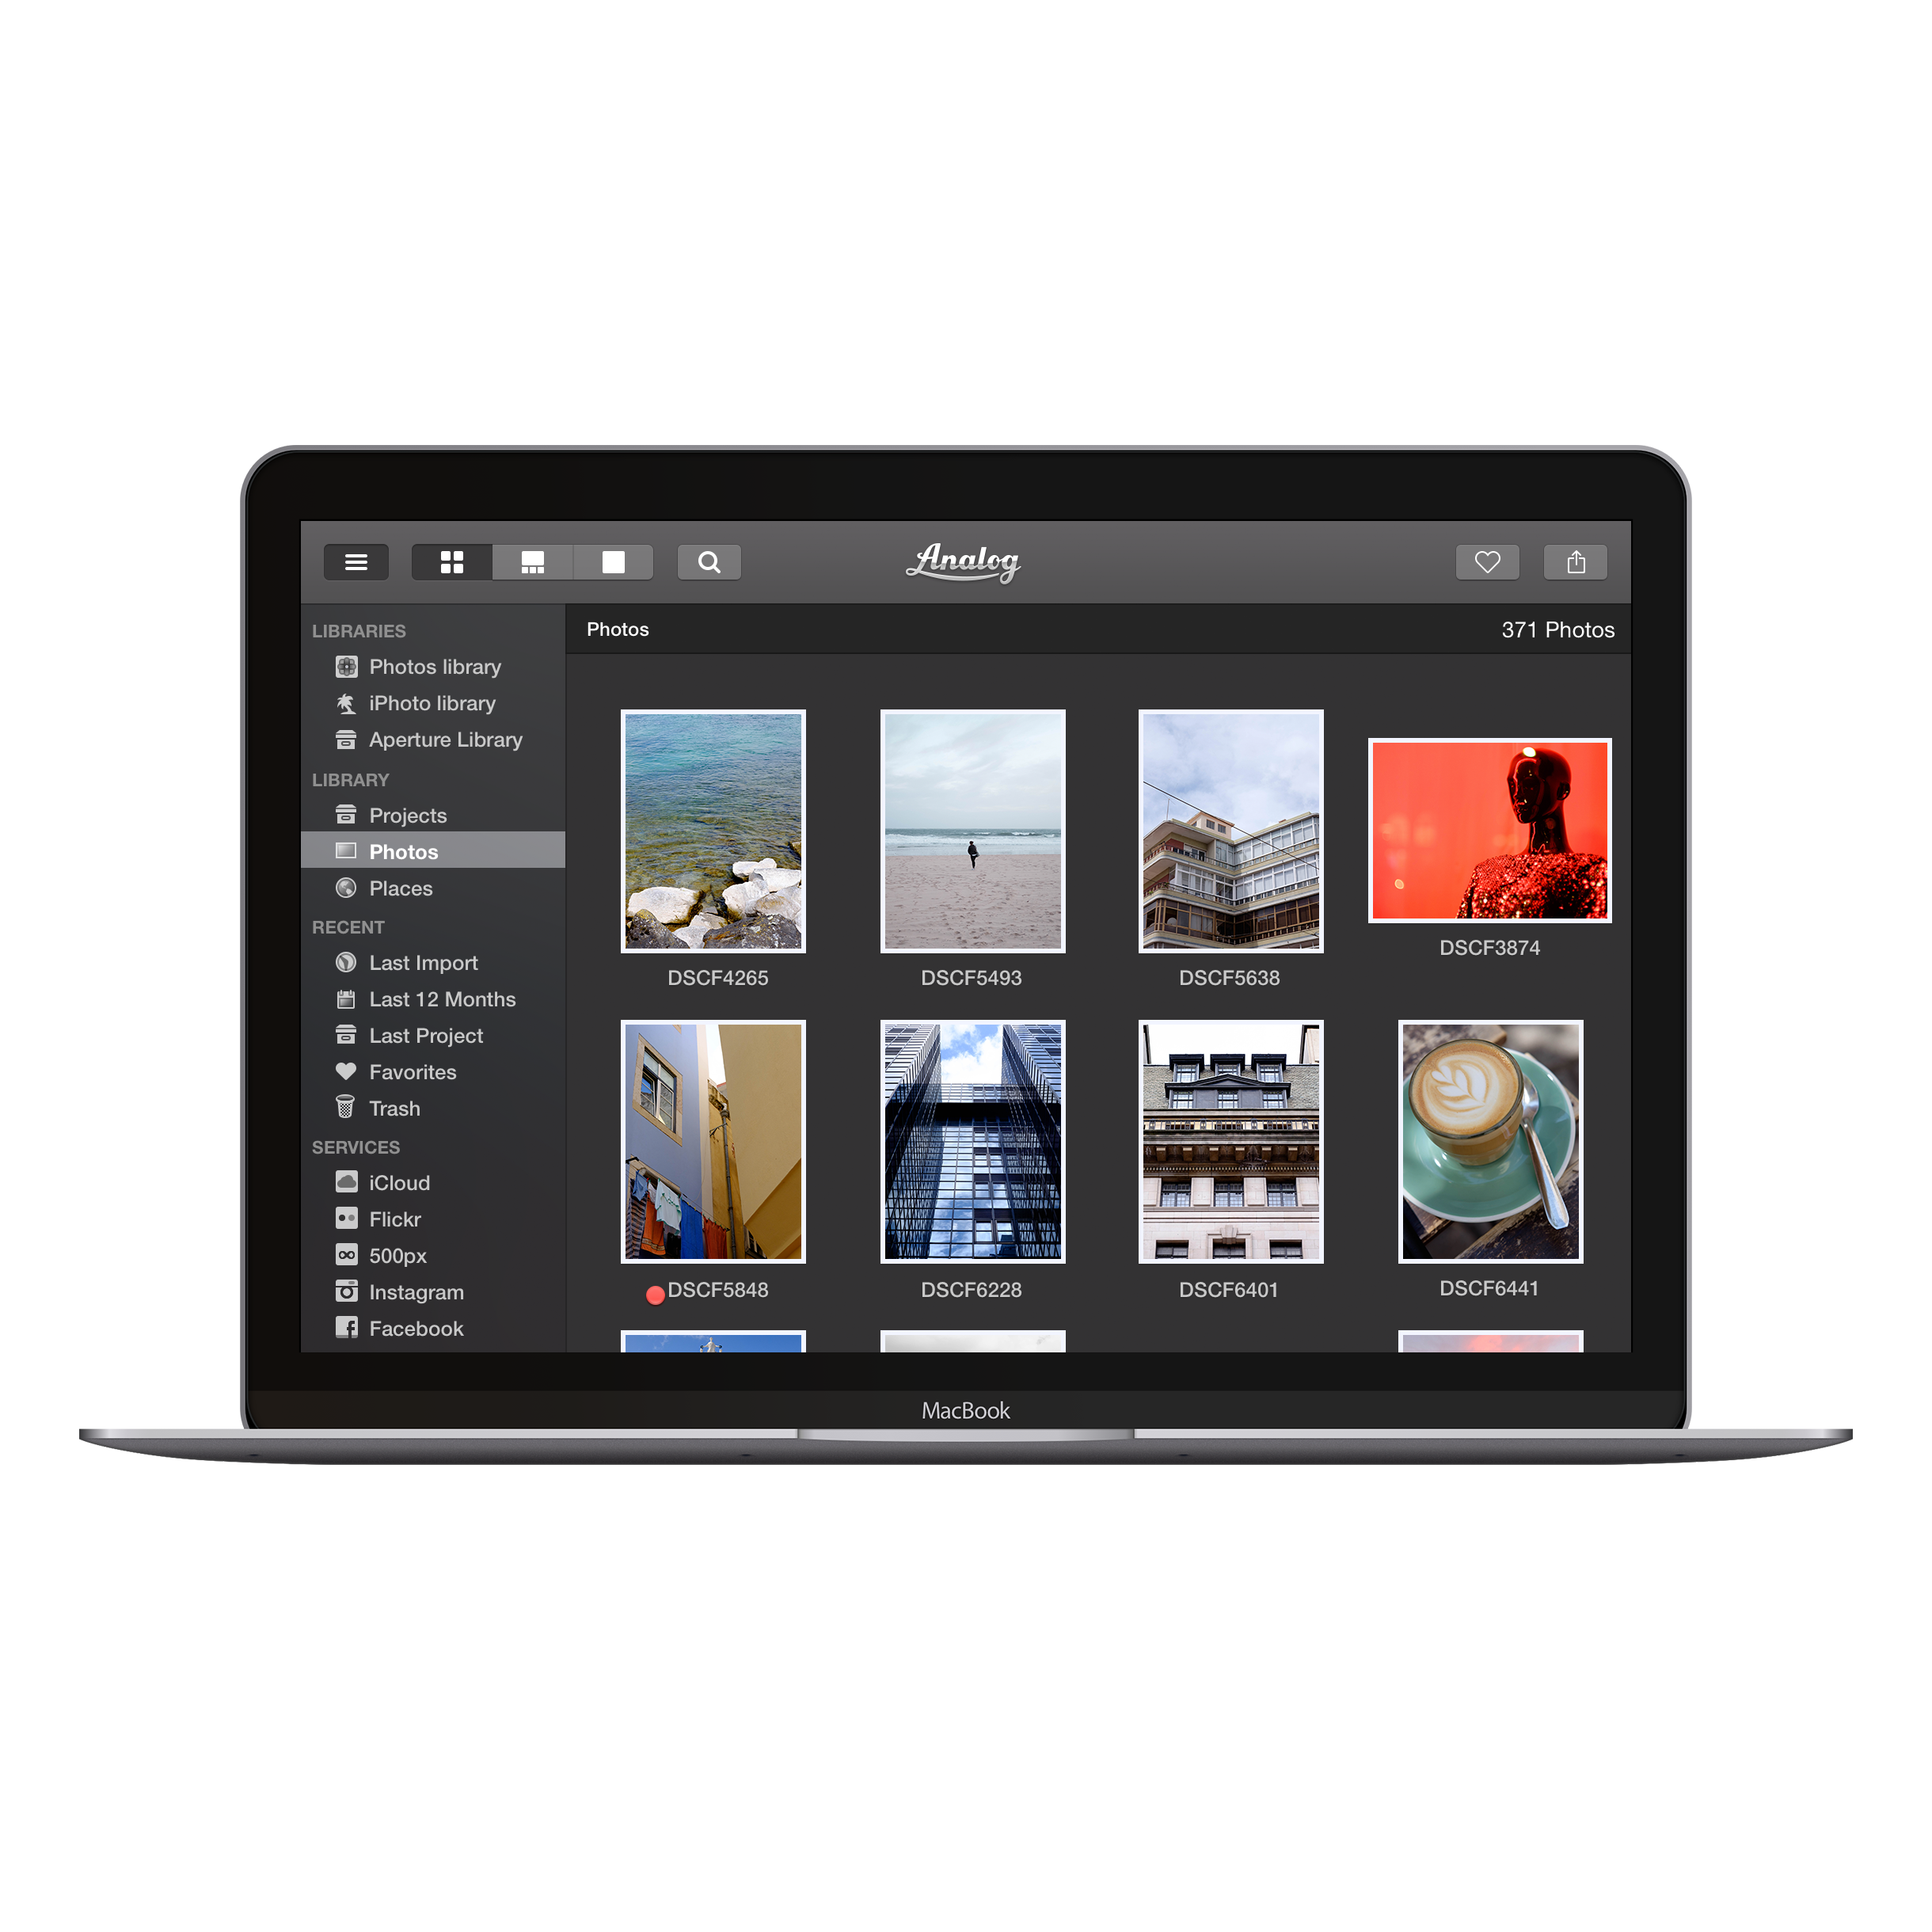 Analog
LIBRARIES
Photos library
iPhoto library
Aperture Library
LIBRARY
Projects
Photos
Places
RECENT
Last Import
Last 12 Months
Last Project
Favorites
Trash
SERVICES
iCloud
Flickr
500px
Instagram
Facebook
Photos
371 Photos
DSCF4265
DSCF5493
DSCF5638
DSCF3874
DSCF5848
DSCF6228
DSCF6401
DSCF6441
MacBook